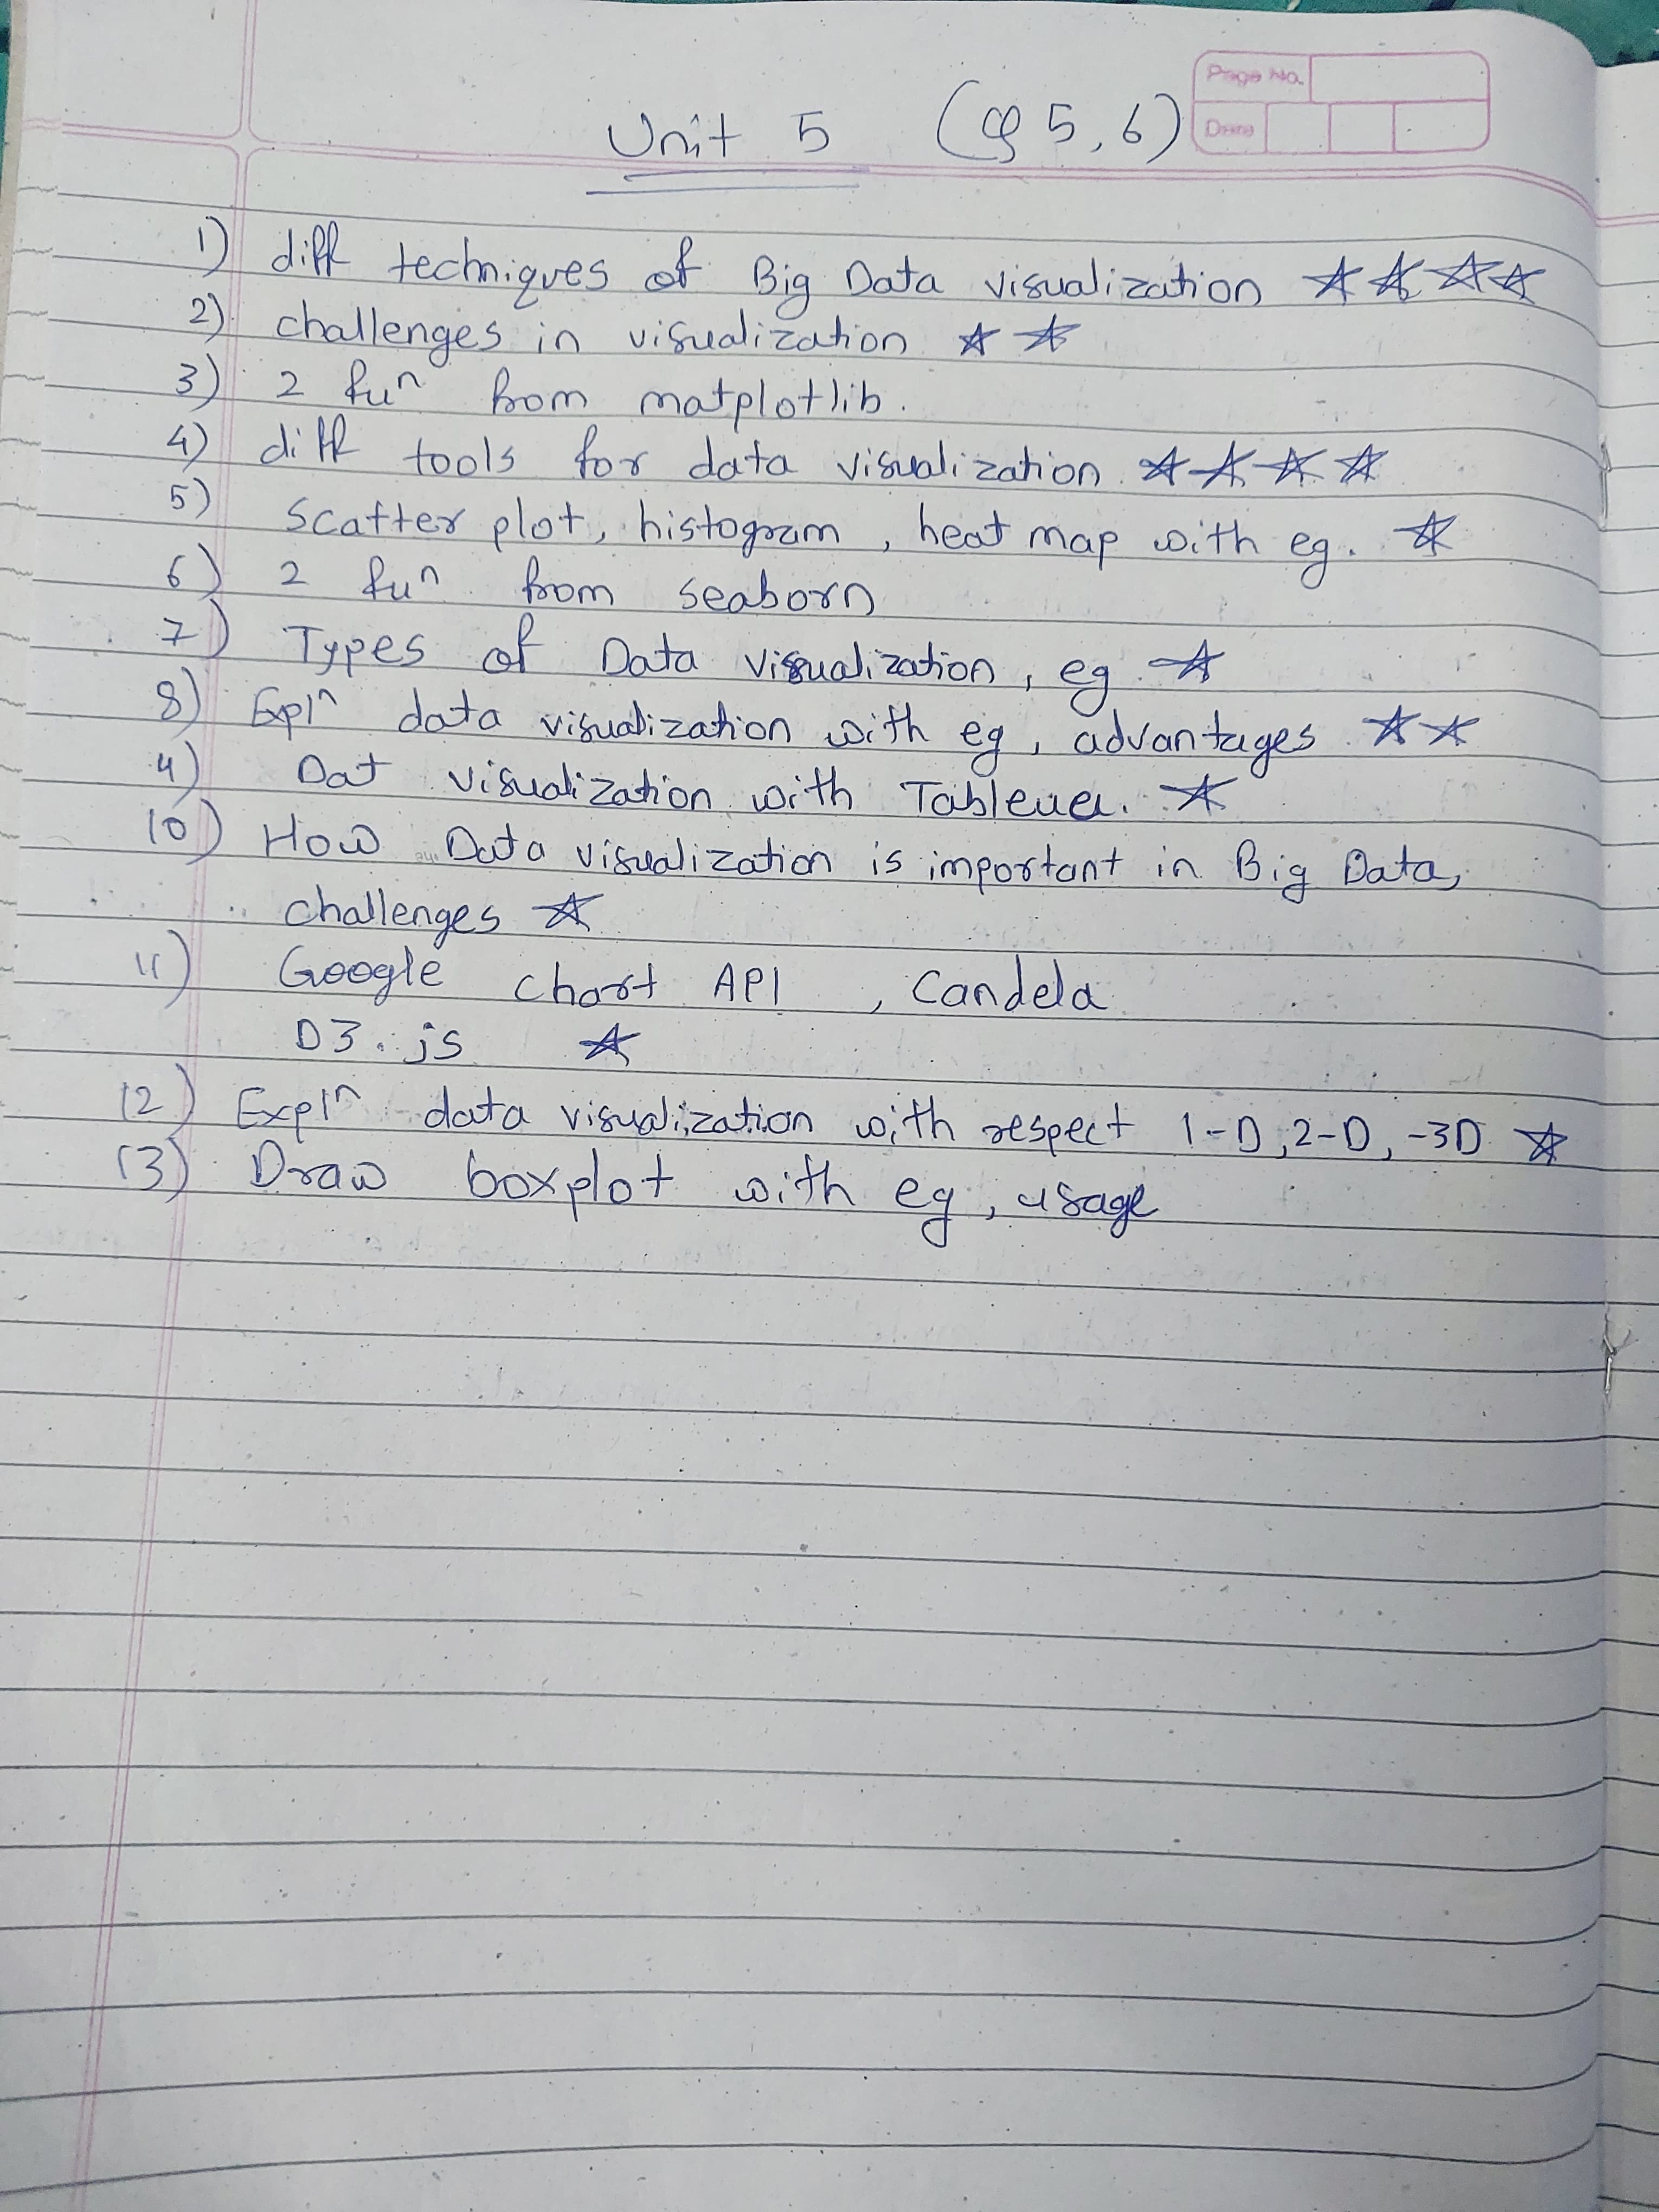 Page No.
Date
Unit 5 (Q 5,6)
1) diff techniques of Big Data visualization ☆☆☆☆
2) challenges in visualization ☆☆
3) 2 fuⁿ from matplotlib.
4) diff tools for data visualization ☆☆☆☆
5) Scatter plot, histogram, heat map with eg. ☆
6) 2 fuⁿ from seaborn
7) Types of Data visualization, eg ☆
8) Explⁿ data visualization with eg, advantages ☆☆
4) Dat visualization with Tableua. ☆
10) How Data visualization is important in Big Data,
challenges ☆
11) Google chart API, Candela
D3.js ☆
12) Explⁿ data visualization with respect 1-D,2-D,-3D ☆
13) Draw boxplot with eg, usage